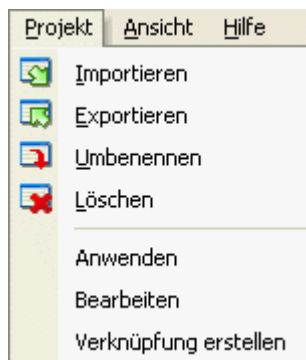 Projekt Ansicht Hilfe
Importieren
Exportieren
Umbenennen
Löschen
Anwenden
Bearbeiten
Verknüpfung erstellen